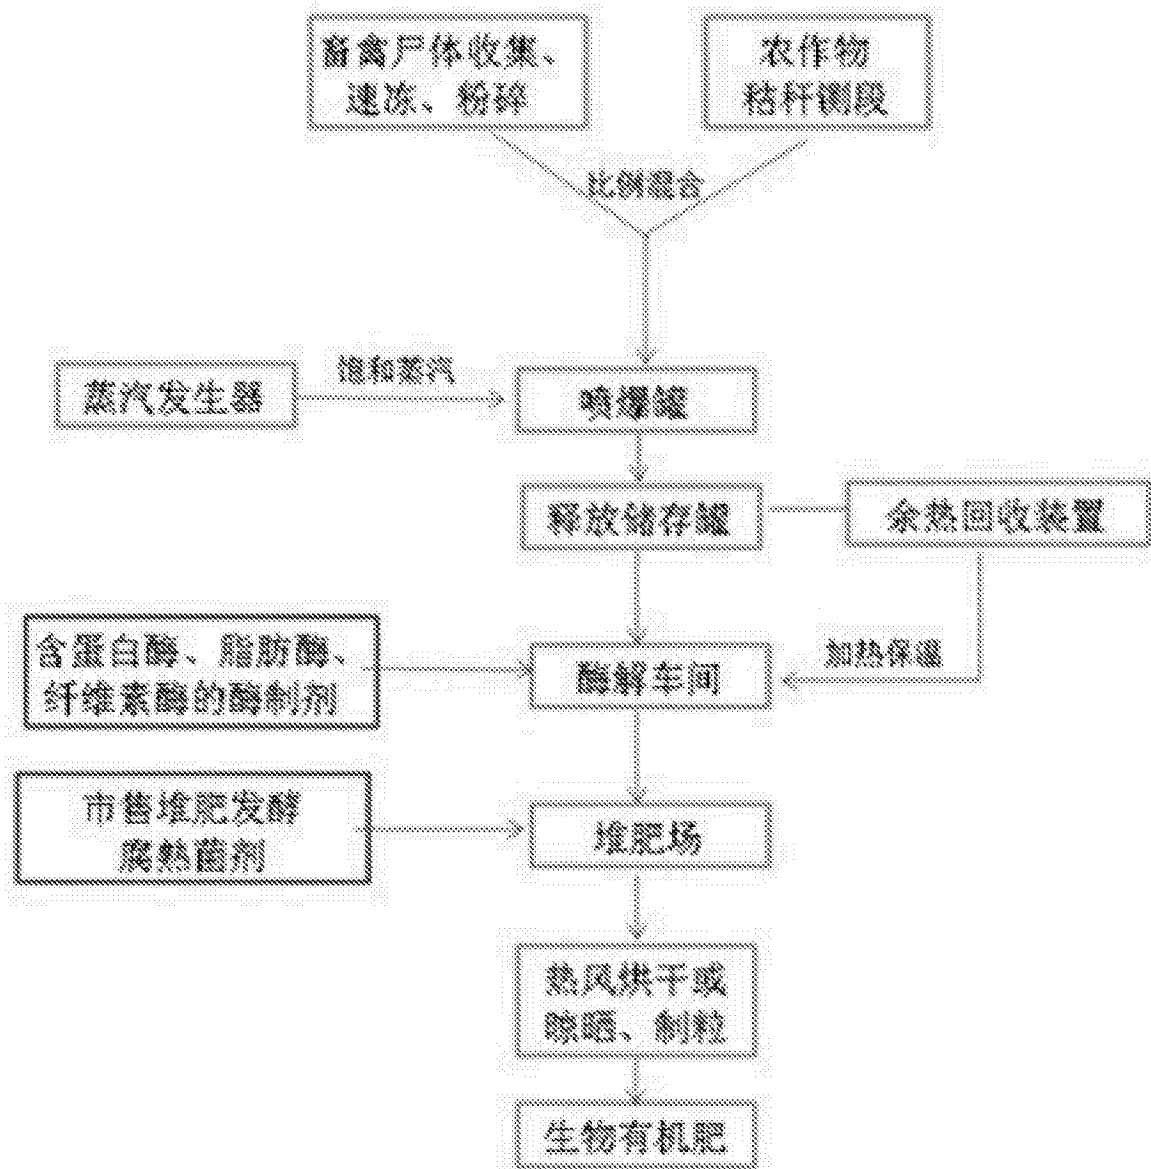 畜禽尸体收集、
速冻、粉碎
农作物
秸秆铡段
比例混合
蒸汽发生器
饱和蒸汽
喷爆罐
释放储存罐
余热回收装置
含蛋白酶、脂肪酶、
纤维素酶的酶制剂
酶解车间
加热保温
市售堆肥发酵
腐熟菌剂
堆肥场
热风烘干或
晾晒、制粒
生物有机肥